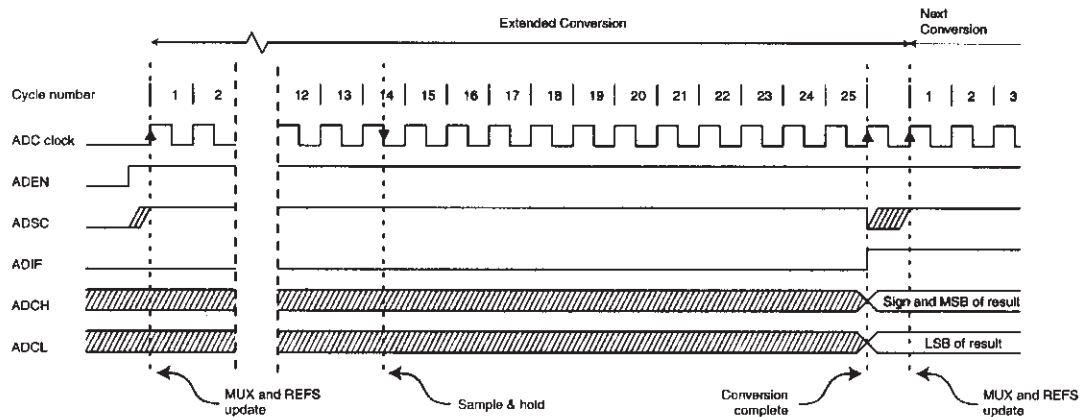 Extended Conversion
Next
Conversion
Cycle number 1 2 12 13 14 15 16 17 18 19 20 21 22 23 24 25 1 2 3
ADC clock
ADEN
ADSC
ADIF
ADCH Sign and MSB of result
ADCL LSB of result
MUX and REFS
update
Sample & hold
Conversion
complete
MUX and REFS
update